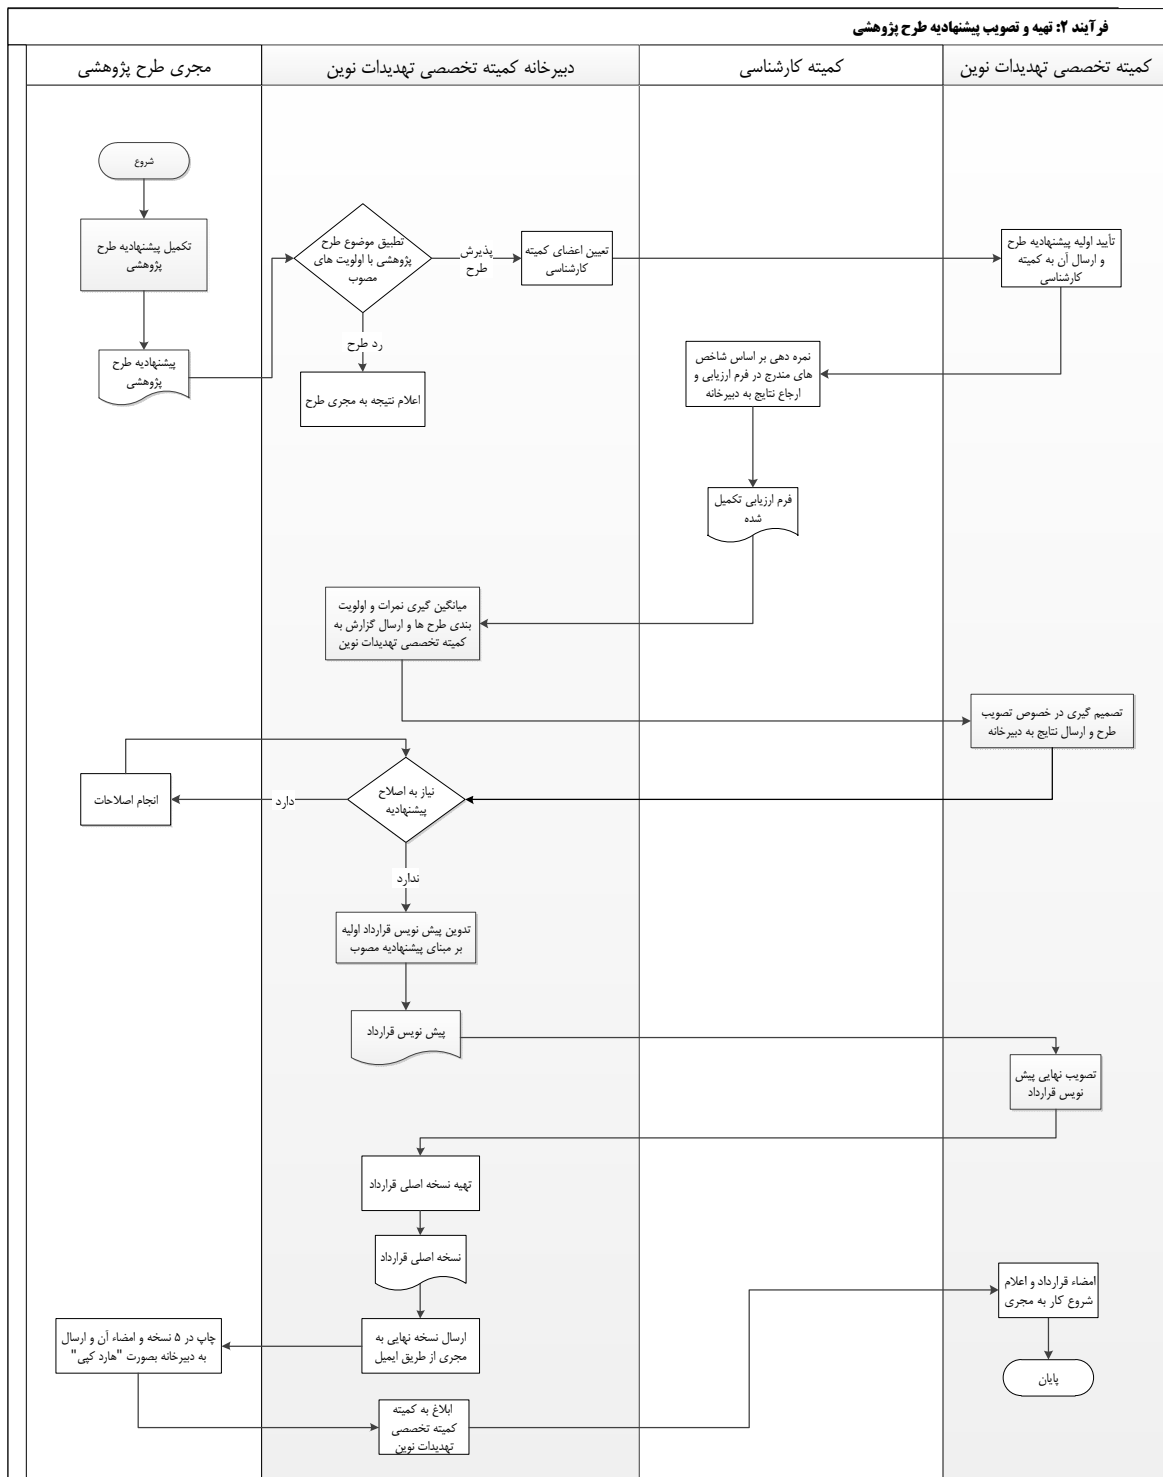 فرآیند ۲: تهیه و تصویب پیشنهادیه طرح پژوهشی
کمیته تخصصی تهدیدات نوین
کمیته کارشناسی
دبیرخانه کمیته تخصصی تهدیدات نوین
مجری طرح پژوهشی
شروع
تکمیل پیشنهادیه طرح
پژوهشی
پیشنهادیه طرح
پژوهشی
تطبیق موضوع طرح
پژوهشی با اولویت های
مصوب
پذیرش
طرح
رد طرح
اعلام نتیجه به مجری طرح
تعیین اعضای کمیته
کارشناسی
تأیید اولیه پیشنهادیه طرح
و ارسال آن به کمیته
کارشناسی
نمره دهی بر اساس شاخص
های مندرج در فرم ارزیابی و
ارجاع نتایج به دبیرخانه
فرم ارزیابی تکمیل
شده
میانگین گیری نمرات و اولویت
بندی طرح ها و ارسال گزارش به
کمیته تخصصی تهدیدات نوین
تصمیم گیری در خصوص تصویب
طرح و ارسال نتایج به دبیرخانه
نیاز به اصلاح
پیشنهادیه
دارد
انجام اصلاحات
ندارد
تدوین پیش نویس قرارداد اولیه
بر مبنای پیشنهادیه مصوب
پیش نویس قرارداد
تصویب نهایی پیش
نویس قرارداد
تهیه نسخه اصلی قرارداد
نسخه اصلی قرارداد
ارسال نسخه نهایی به
مجری از طریق ایمیل
چاپ در ۵ نسخه و امضاء آن و ارسال
به دبیرخانه بصورت "هارد کپی"
ابلاغ به کمیته
کمیته تخصصی
تهدیدات نوین
امضاء قرارداد و اعلام
شروع کار به مجری
پایان